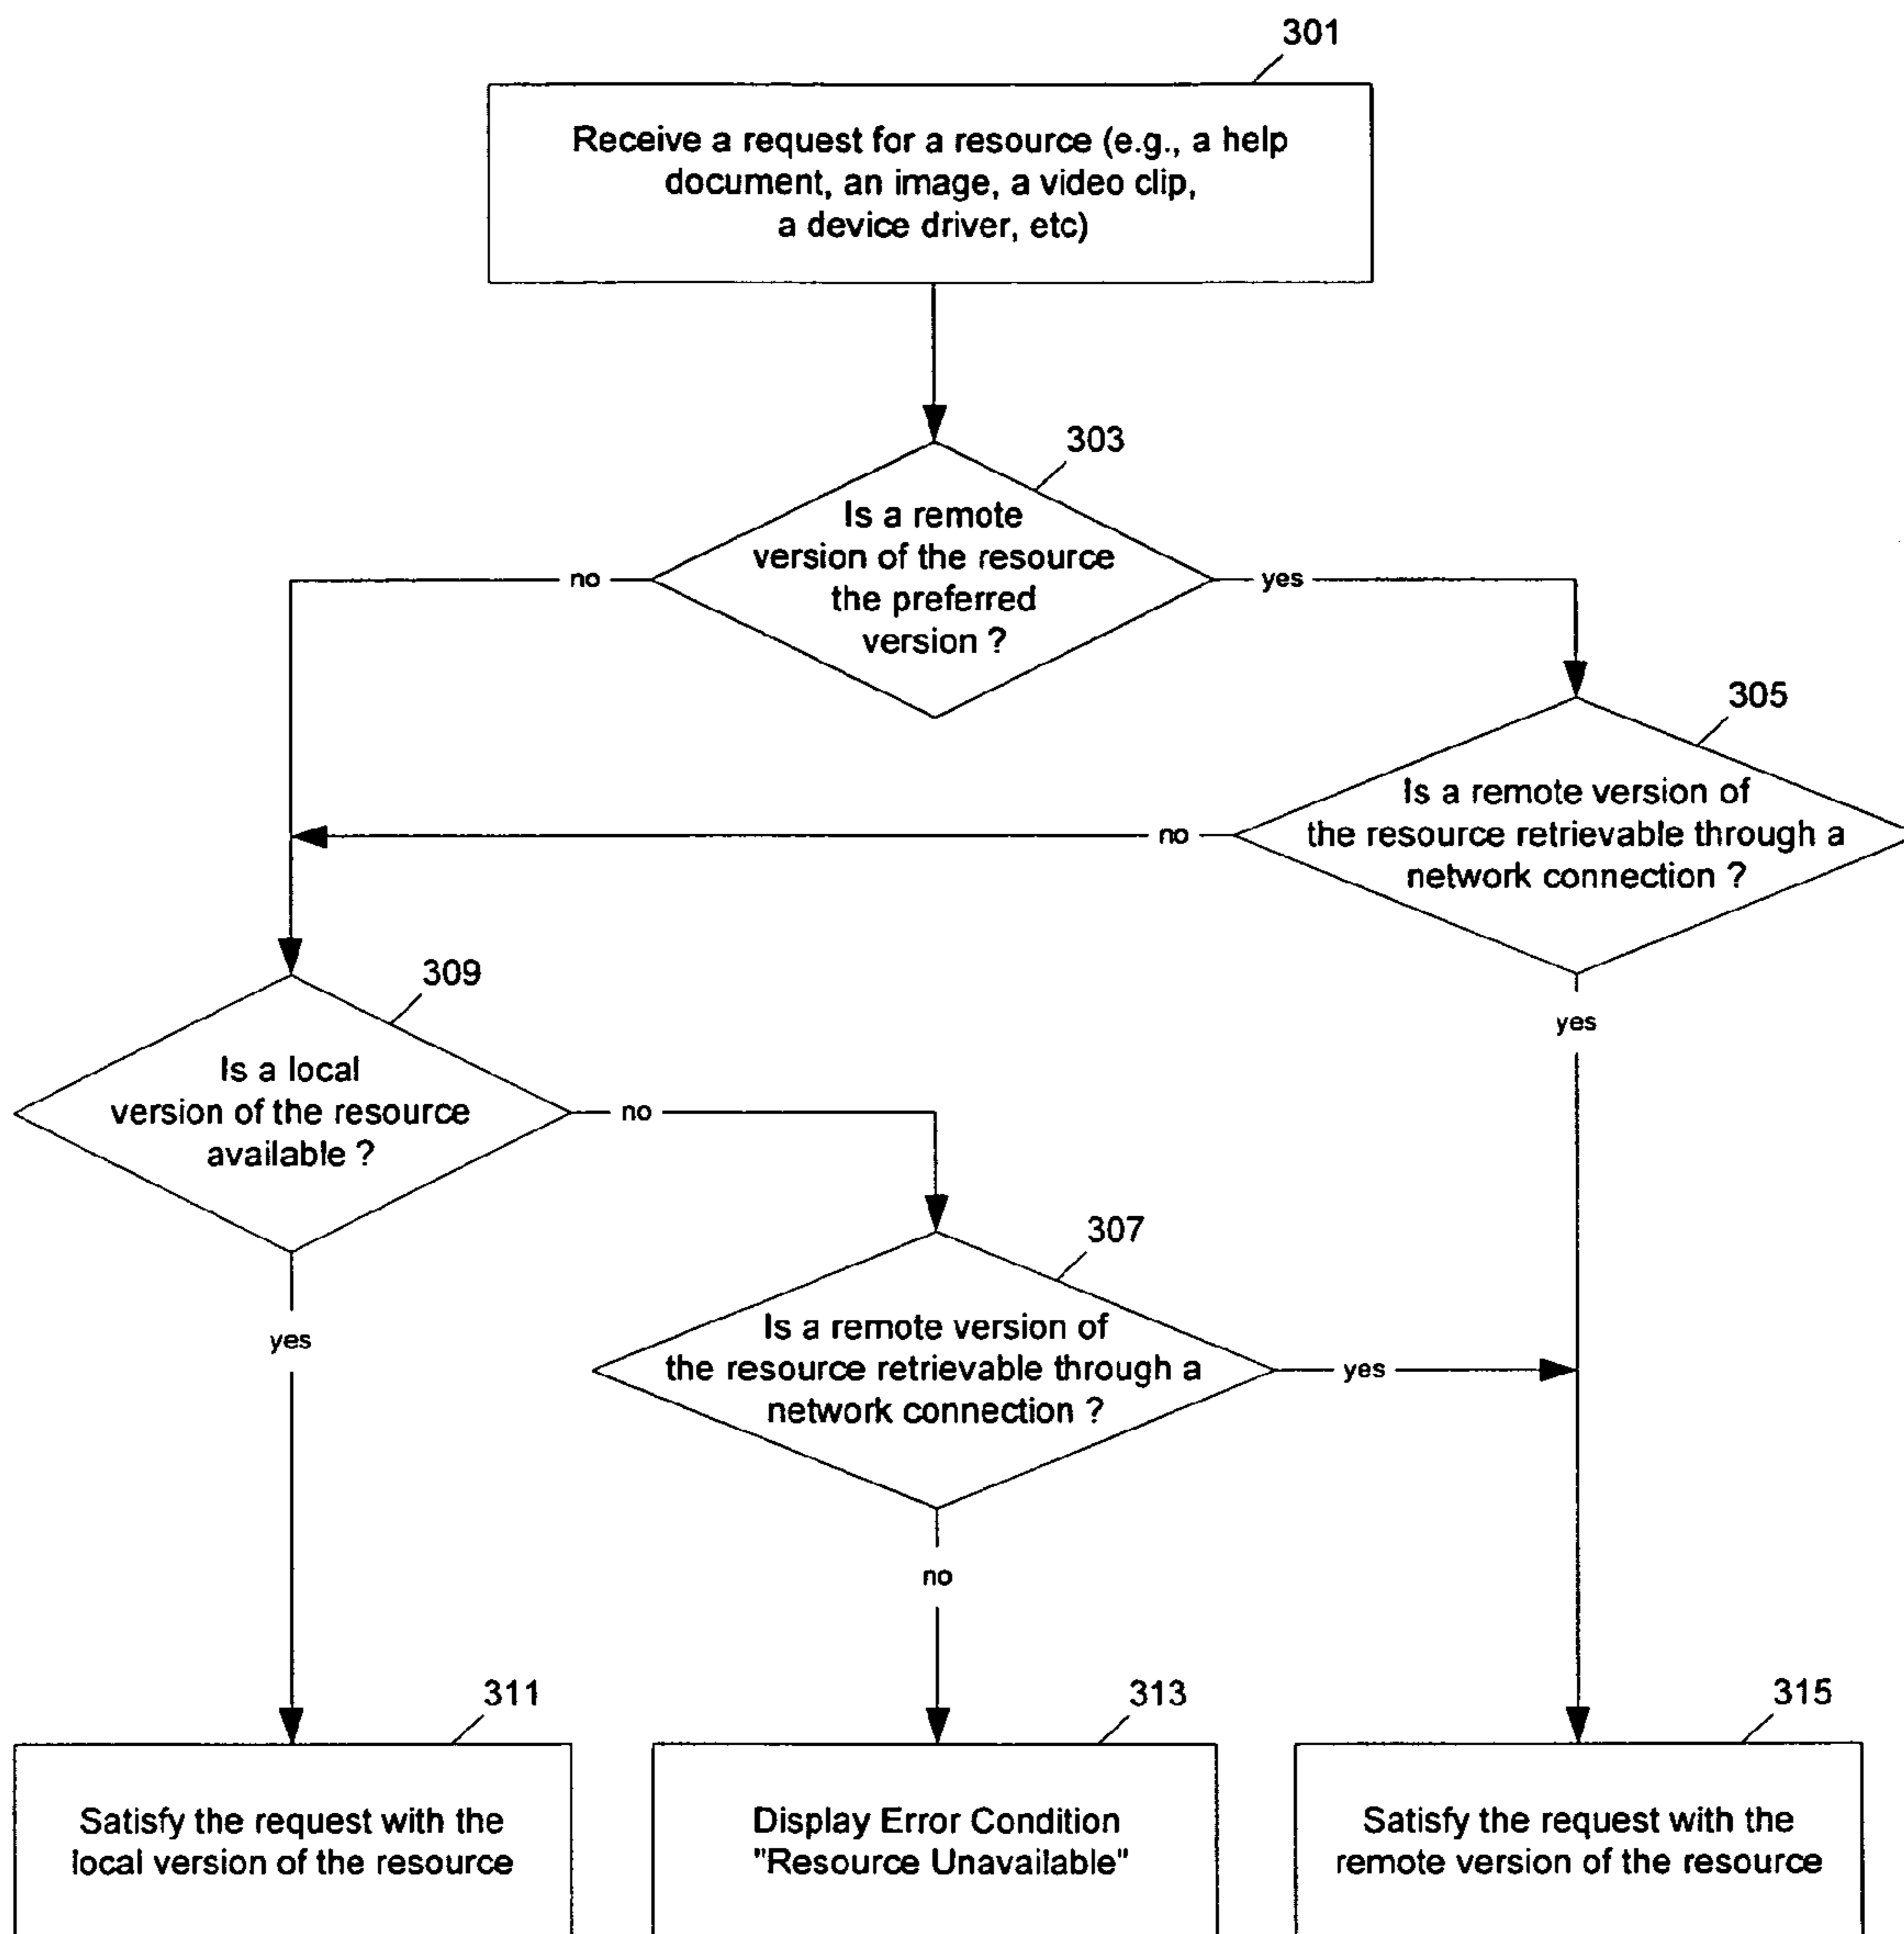 301
Receive a request for a resource (e.g., a help
document, an image, a video clip,
a device driver, etc)
303
Is a remote
version of the resource
the preferred
version ?
no
yes
305
Is a remote version of
the resource retrievable through a
network connection ?
no
yes
309
Is a local
version of the resource
available ?
no
yes
307
Is a remote version of
the resource retrievable through a
network connection ?
yes
no
311
Satisfy the request with the
local version of the resource
313
Display Error Condition
"Resource Unavailable"
315
Satisfy the request with the
remote version of the resource